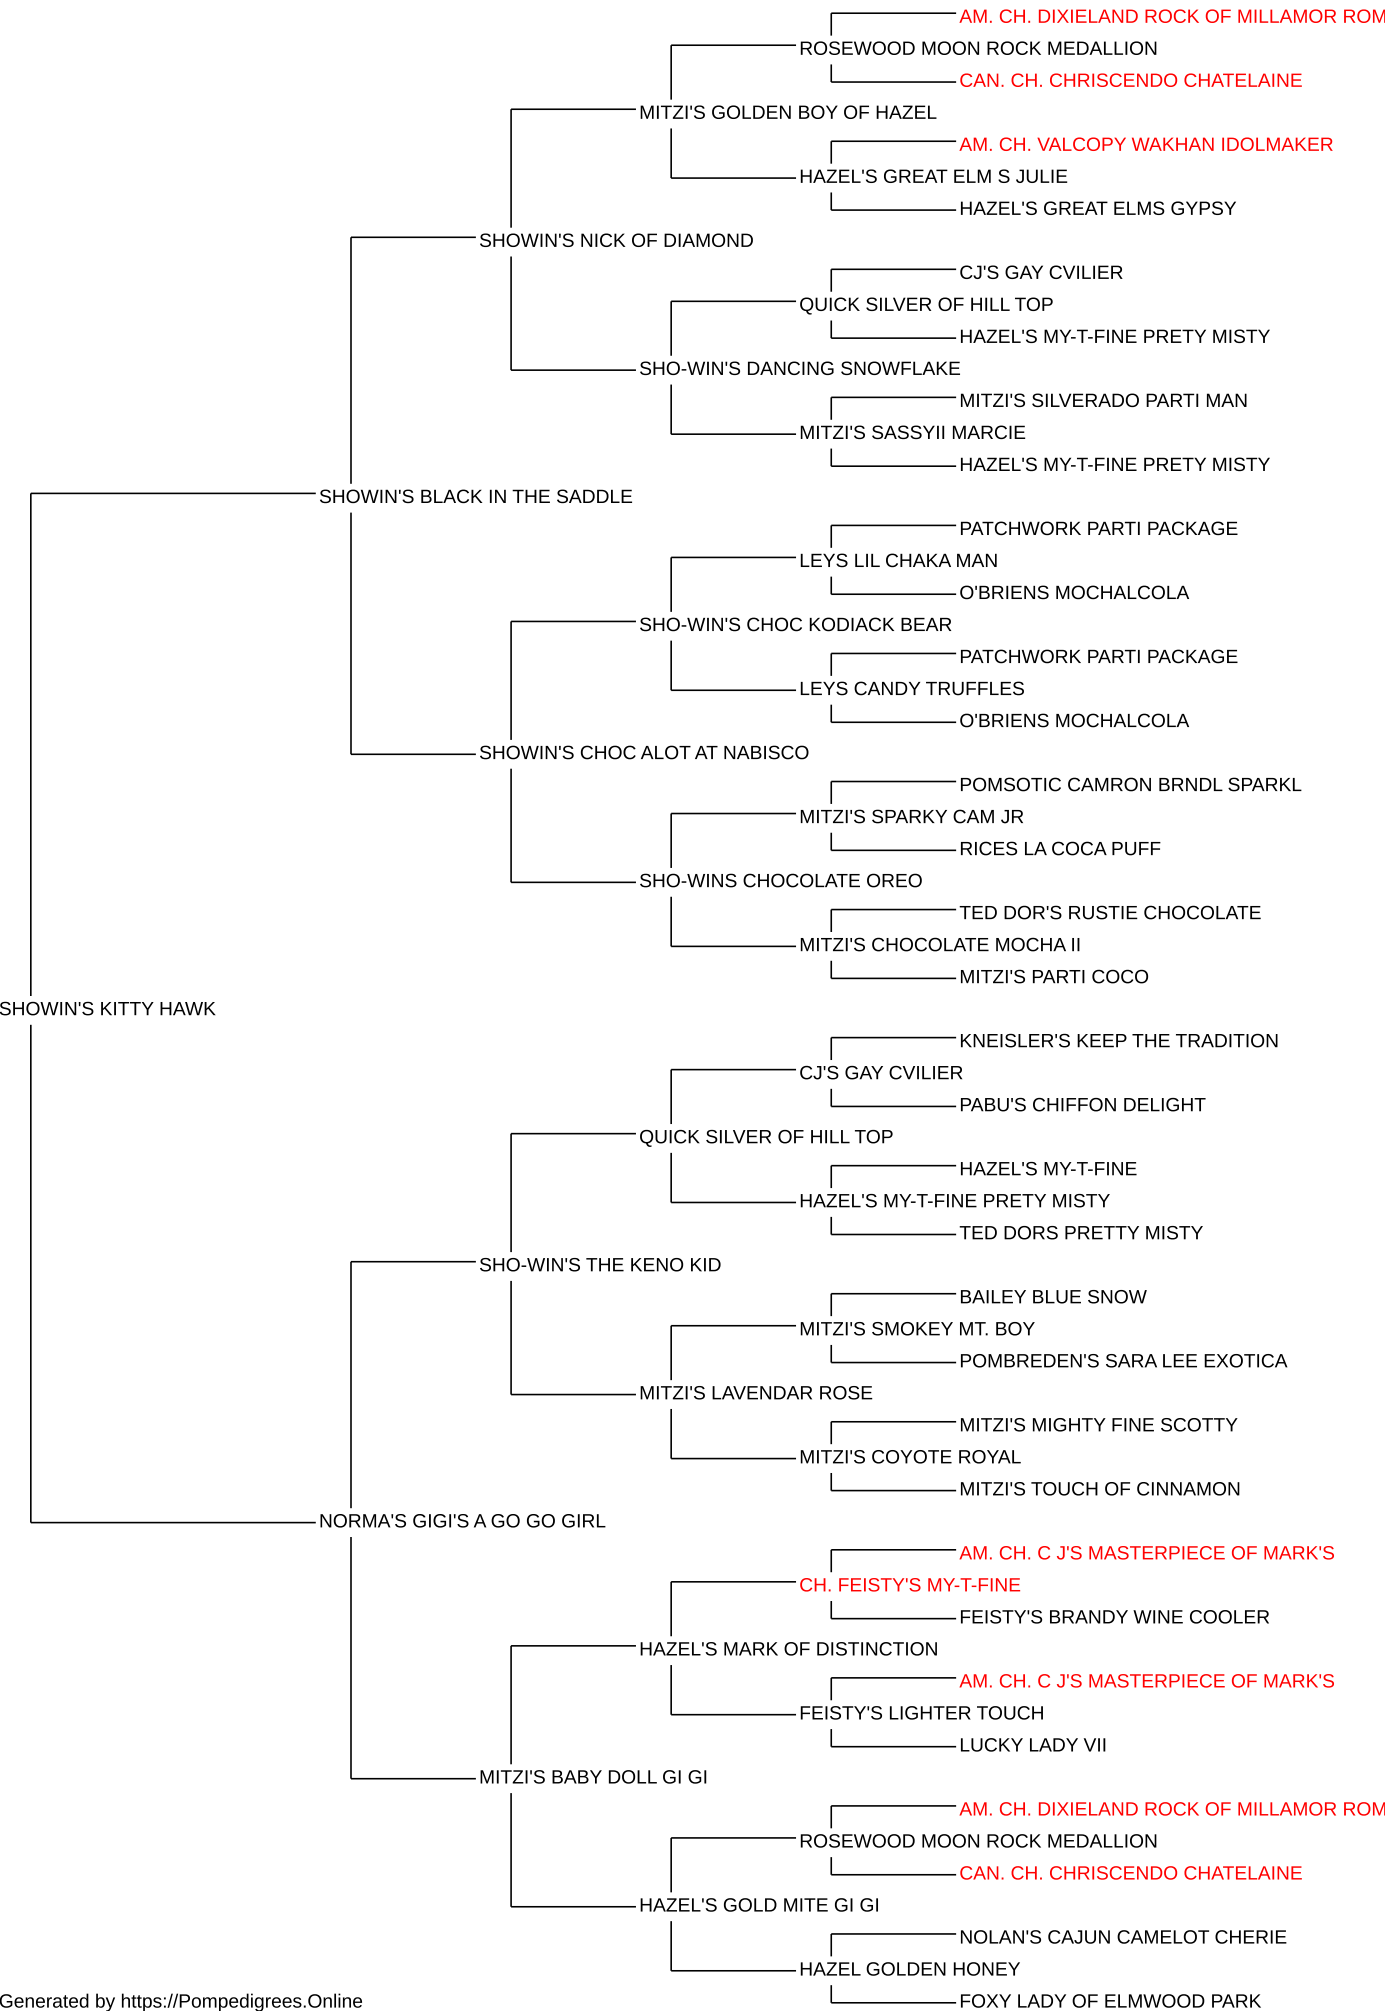 AM. CH. DIXIELAND ROCK OF MILLAMOR ROM
ROSEWOOD MOON ROCK MEDALLION
CAN. CH. CHRISCENDO CHATELAINE
MITZI'S GOLDEN BOY OF HAZEL
AM. CH. VALCOPY WAKHAN IDOLMAKER
HAZEL'S GREAT ELM S JULIE
HAZEL'S GREAT ELMS GYPSY
SHOWIN'S NICK OF DIAMOND
CJ'S GAY CVILIER
QUICK SILVER OF HILL TOP
HAZEL'S MY-T-FINE PRETY MISTY
SHO-WIN'S DANCING SNOWFLAKE
MITZI'S SILVERADO PARTI MAN
MITZI'S SASSYII MARCIE
HAZEL'S MY-T-FINE PRETY MISTY
SHOWIN'S BLACK IN THE SADDLE
PATCHWORK PARTI PACKAGE
LEYS LIL CHAKA MAN
O'BRIENS MOCHALCOLA
SHO-WIN'S CHOC KODIACK BEAR
PATCHWORK PARTI PACKAGE
LEYS CANDY TRUFFLES
O'BRIENS MOCHALCOLA
SHOWIN'S CHOC ALOT AT NABISCO
POMSOTIC CAMRON BRNDL SPARKL
MITZI'S SPARKY CAM JR
RICES LA COCA PUFF
SHO-WINS CHOCOLATE OREO
TED DOR'S RUSTIE CHOCOLATE
MITZI'S CHOCOLATE MOCHA II
MITZI'S PARTI COCO
SHOWIN'S KITTY HAWK
KNEISLER'S KEEP THE TRADITION
CJ'S GAY CVILIER
PABU'S CHIFFON DELIGHT
QUICK SILVER OF HILL TOP
HAZEL'S MY-T-FINE
HAZEL'S MY-T-FINE PRETY MISTY
TED DORS PRETTY MISTY
SHO-WIN'S THE KENO KID
BAILEY BLUE SNOW
MITZI'S SMOKEY MT. BOY
POMBREDEN'S SARA LEE EXOTICA
MITZI'S LAVENDAR ROSE
MITZI'S MIGHTY FINE SCOTTY
MITZI'S COYOTE ROYAL
MITZI'S TOUCH OF CINNAMON
NORMA'S GIGI'S A GO GO GIRL
AM. CH. C J'S MASTERPIECE OF MARK'S
CH. FEISTY'S MY-T-FINE
FEISTY'S BRANDY WINE COOLER
HAZEL'S MARK OF DISTINCTION
AM. CH. C J'S MASTERPIECE OF MARK'S
FEISTY'S LIGHTER TOUCH
LUCKY LADY VII
MITZI'S BABY DOLL GI GI
AM. CH. DIXIELAND ROCK OF MILLAMOR ROM
ROSEWOOD MOON ROCK MEDALLION
CAN. CH. CHRISCENDO CHATELAINE
HAZEL'S GOLD MITE GI GI
NOLAN'S CAJUN CAMELOT CHERIE
HAZEL GOLDEN HONEY
FOXY LADY OF ELMWOOD PARK
Generated by https://Pompedigrees.Online